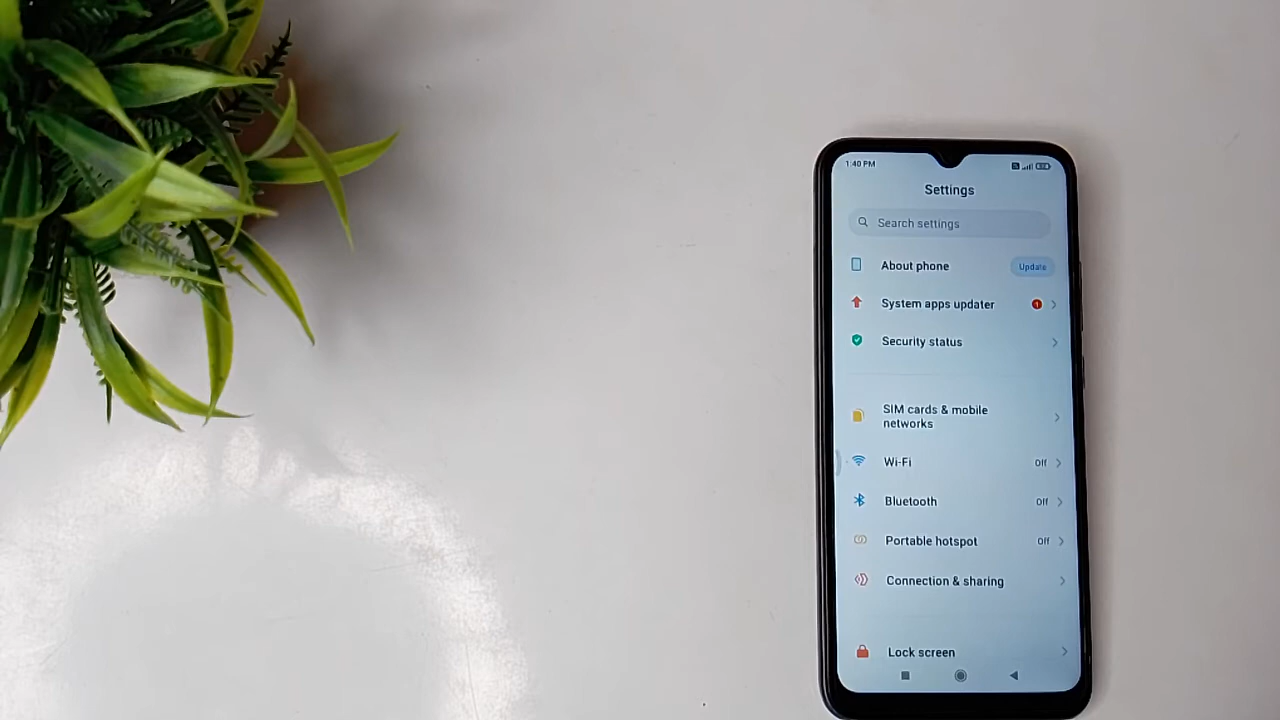 1:40 PM
Settings
Search settings
About phone
Update
System apps updater
1
Security status
SIM cards & mobile
networks
Wi-Fi
Off
Bluetooth
Off
Portable hotspot
Off
Connection & sharing
Lock screen